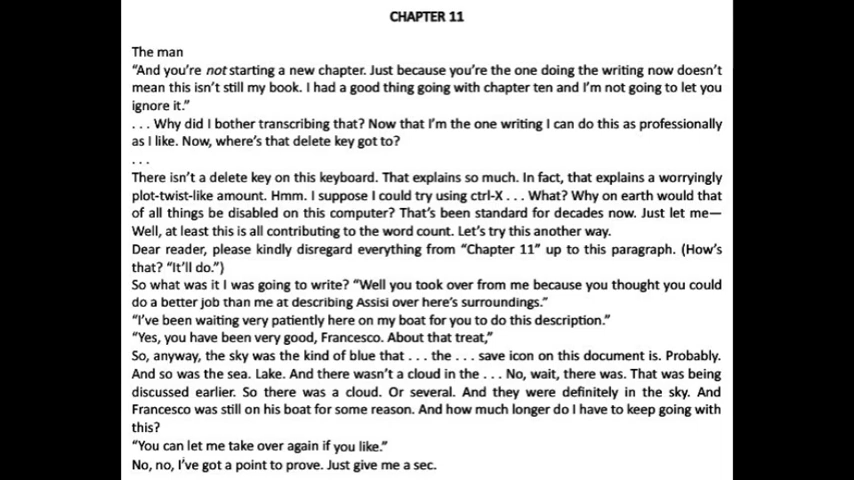 CHAPTER 11
The man
“And you’re not starting a new chapter. Just because you’re the one doing the writing now doesn’t
mean this isn’t still my book. I had a good thing going with chapter ten and I’m not going to let you
ignore it.”
. . . Why did I bother transcribing that? Now that I’m the one writing I can do this as professionally
as I like. Now, where’s that delete key got to?
. . .
There isn’t a delete key on this keyboard. That explains so much. In fact, that explains a worryingly
plot-twist-like amount. Hmm. I suppose I could try using ctrl-X . . . What? Why on earth would that
of all things be disabled on this computer? That’s been standard for decades now. Just let me—
Well, at least this is all contributing to the word count. Let’s try this another way.
Dear reader, please kindly disregard everything from “Chapter 11” up to this paragraph. (How’s
that? “It’ll do.”)
So what was it I was going to write? “Well you took over from me because you thought you could
do a better job than me at describing Assisi over here’s surroundings.”
“I’ve been waiting very patiently here on my boat for you to do this description.”
“Yes, you have been very good, Francesco. About that treat,”
So, anyway, the sky was the kind of blue that . . . the . . . save icon on this document is. Probably.
And so was the sea. Lake. And there wasn’t a cloud in the . . . No, wait, there was. That was being
discussed earlier. So there was a cloud. Or several. And they were definitely in the sky. And
Francesco was still on his boat for some reason. And how much longer do I have to keep going with
this?
“You can let me take over again if you like.”
No, no, I’ve got a point to prove. Just give me a sec.